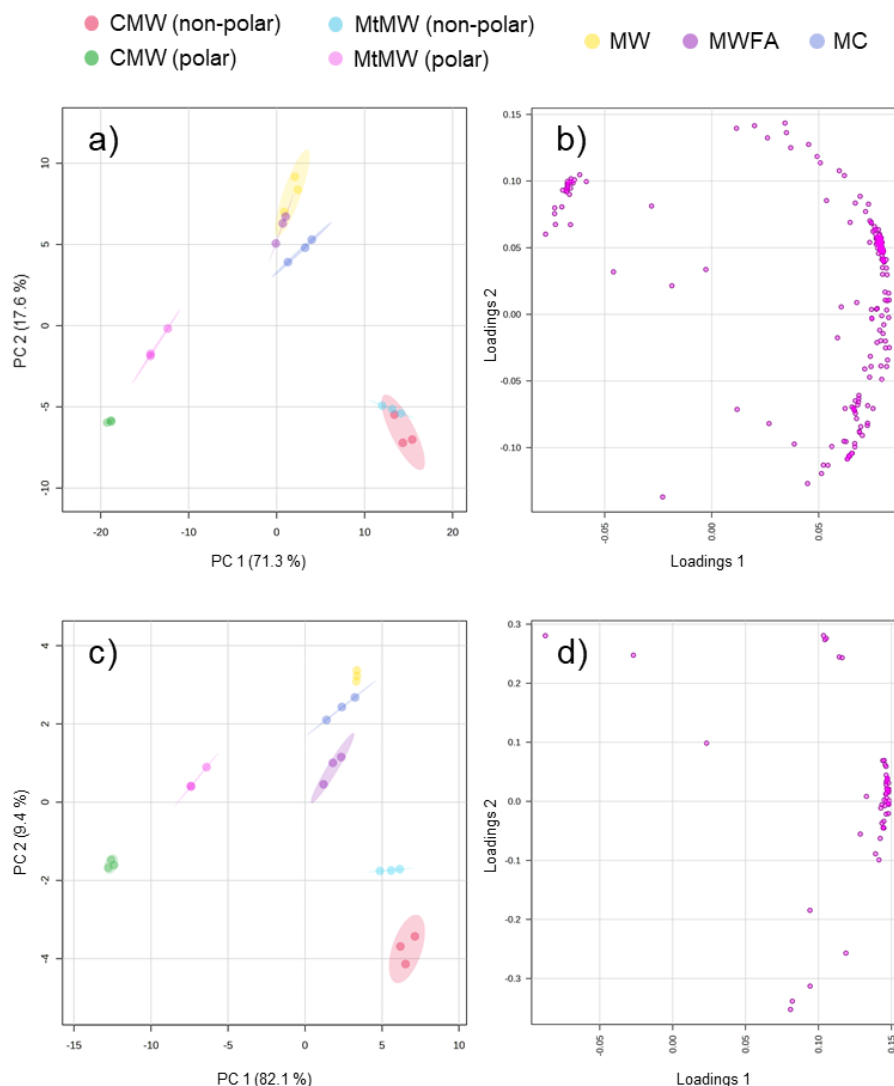 CMW (non-polar) MtMW (non-polar) MW MWFA MC
CMW (polar) MtMW (polar)
a)
PC 2 (17.6 %)
10
5
0
-5
-10
-20 -10 0 10 20
PC 1 (71.3 %)
b)
Loadings 2
0.15
0.10
0.05
0.00
-0.05
-0.10
-0.05 0.00 0.05
Loadings 1
c)
PC 2 (9.4 %)
4
2
0
-2
-4
-15 -10 -5 0 5 10
PC 1 (82.1 %)
d)
Loadings 2
0.3
0.2
0.1
0.0
-0.1
-0.2
-0.3
-0.05 0.00 0.05 0.10 0.15
Loadings 1